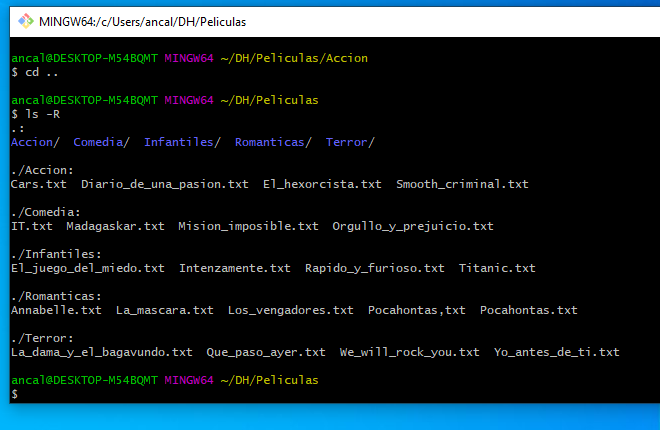 MINGW64:/c/Users/ancal/DH/Peliculas
ancal@DESKTOP-M54BQMT MINGW64 ~/DH/Peliculas/Accion
$ cd ..
ancal@DESKTOP-M54BQMT MINGW64 ~/DH/Peliculas
$ ls -R
.:
Accion/  Comedia/  Infantiles/  Romanticas/  Terror/
./Accion:
Cars.txt  Diario_de_una_pasion.txt  El_hexorcista.txt  Smooth_criminal.txt
./Comedia:
IT.txt  Madagaskar.txt  Mision_imposible.txt  Orgullo_y_prejuicio.txt
./Infantiles:
El_juego_del_miedo.txt  Intenzamente.txt  Rapido_y_furioso.txt  Titanic.txt
./Romanticas:
Annabelle.txt  La_mascara.txt  Los_vengadores.txt  Pocahontas,txt  Pocahontas.txt
./Terror:
La_dama_y_el_bagavundo.txt  Que_paso_ayer.txt  We_will_rock_you.txt  Yo_antes_de_ti.txt
ancal@DESKTOP-M54BQMT MINGW64 ~/DH/Peliculas
$